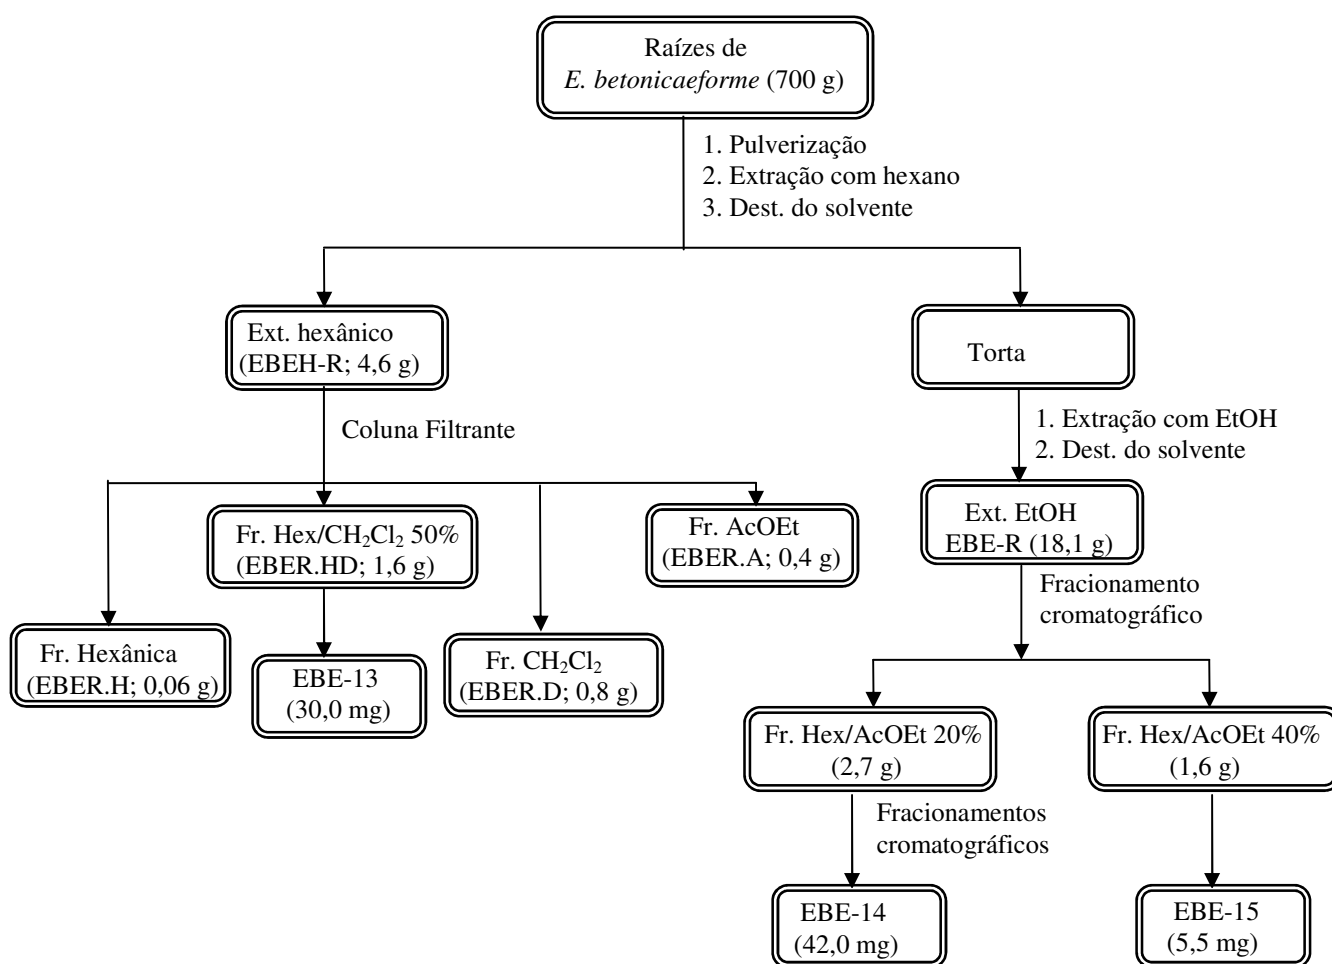 Raízes de
E. betonicaeforme (700 g)
1. Pulverização
2. Extração com hexano
3. Dest. do solvente
Ext. hexânico
(EBEH-R; 4,6 g)
Torta
Coluna Filtrante
1. Extração com EtOH
2. Dest. do solvente
Fr. Hex/CH₂Cl₂ 50%
(EBER.HD; 1,6 g)
Fr. AcOEt
(EBER.A; 0,4 g)
Ext. EtOH
EBE-R (18,1 g)
Fracionamento
cromatográfico
Fr. Hexânica
(EBER.H; 0,06 g)
EBE-13
(30,0 mg)
Fr. CH₂Cl₂
(EBER.D; 0,8 g)
Fr. Hex/AcOEt 20%
(2,7 g)
Fr. Hex/AcOEt 40%
(1,6 g)
Fracionamentos
cromatográficos
EBE-14
(42,0 mg)
EBE-15
(5,5 mg)